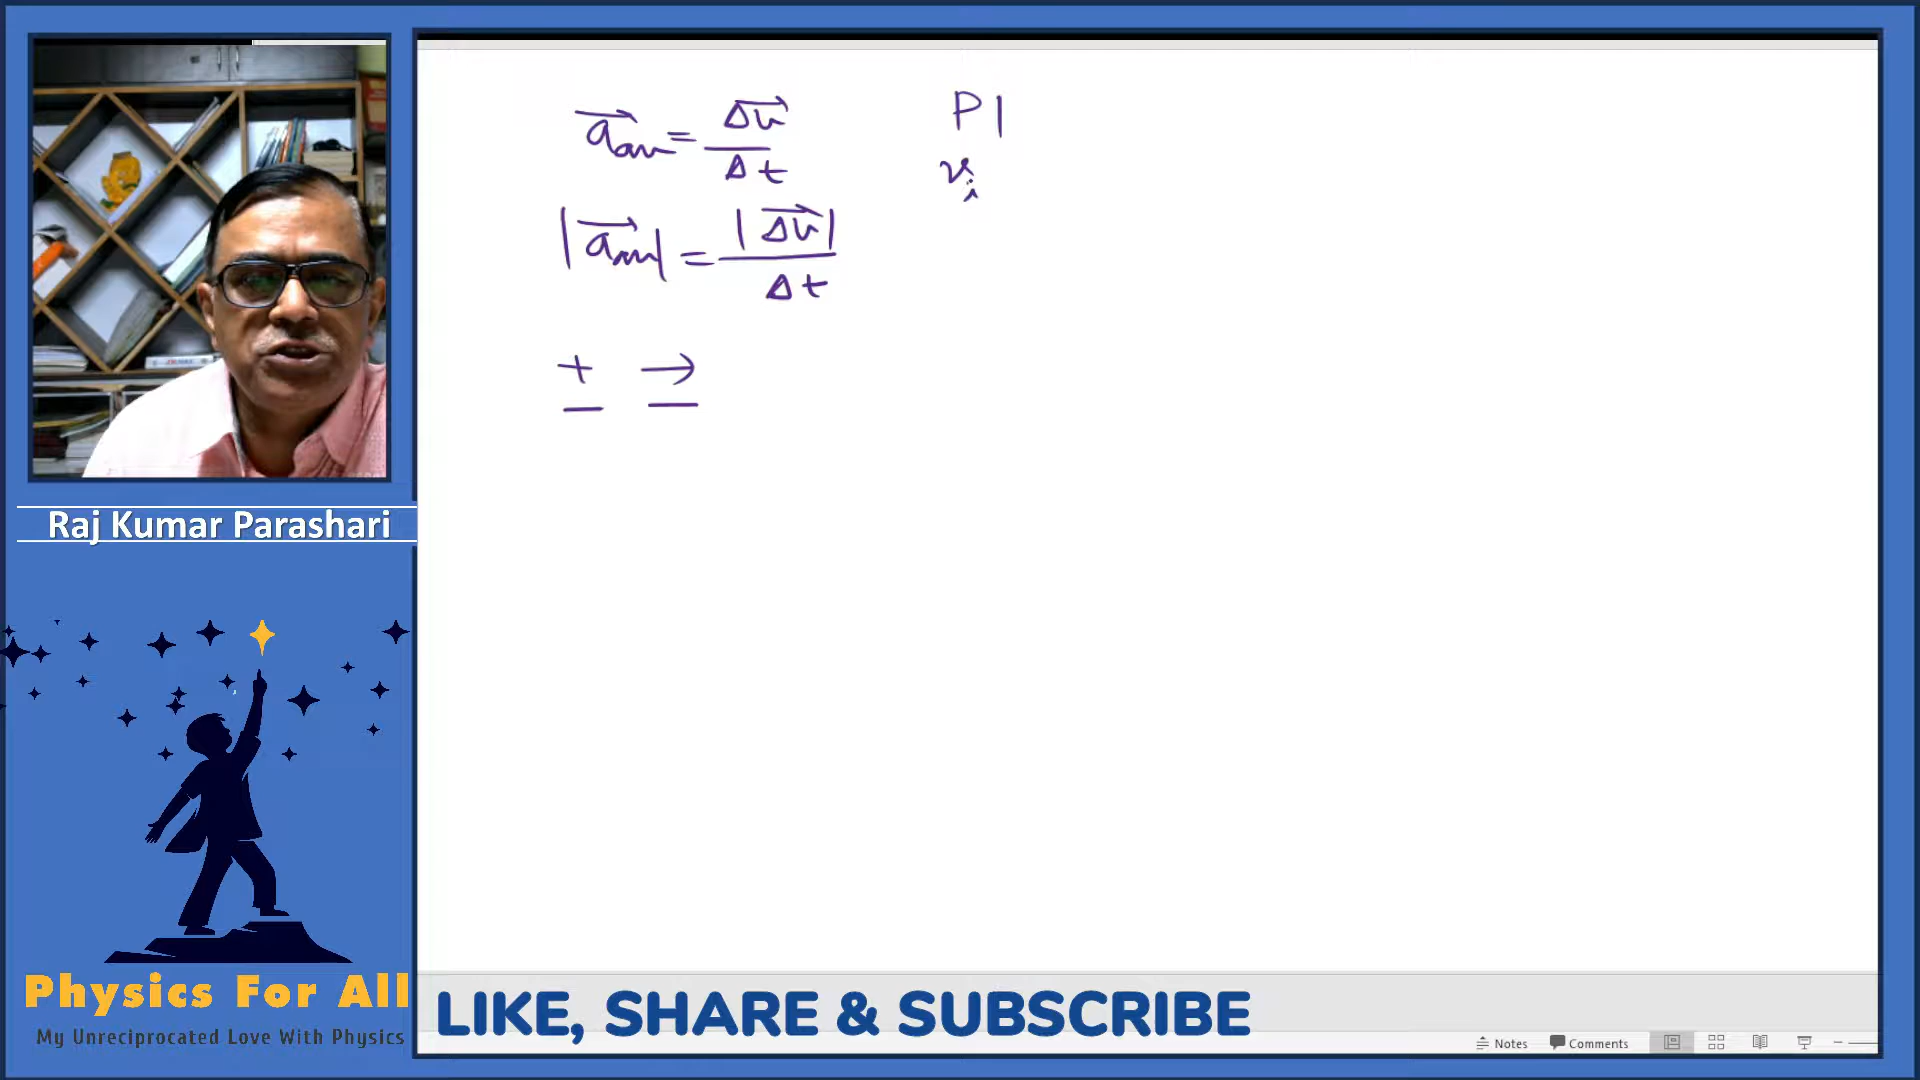 a⃗av = Δv⃗ / Δt
|a⃗av| = |Δv⃗| / Δt
+ →
− −
P1
vi
Raj Kumar Parashari
Physics For All
My Unreciprocated Love With Physics
LIKE, SHARE & SUBSCRIBE
Notes Comments